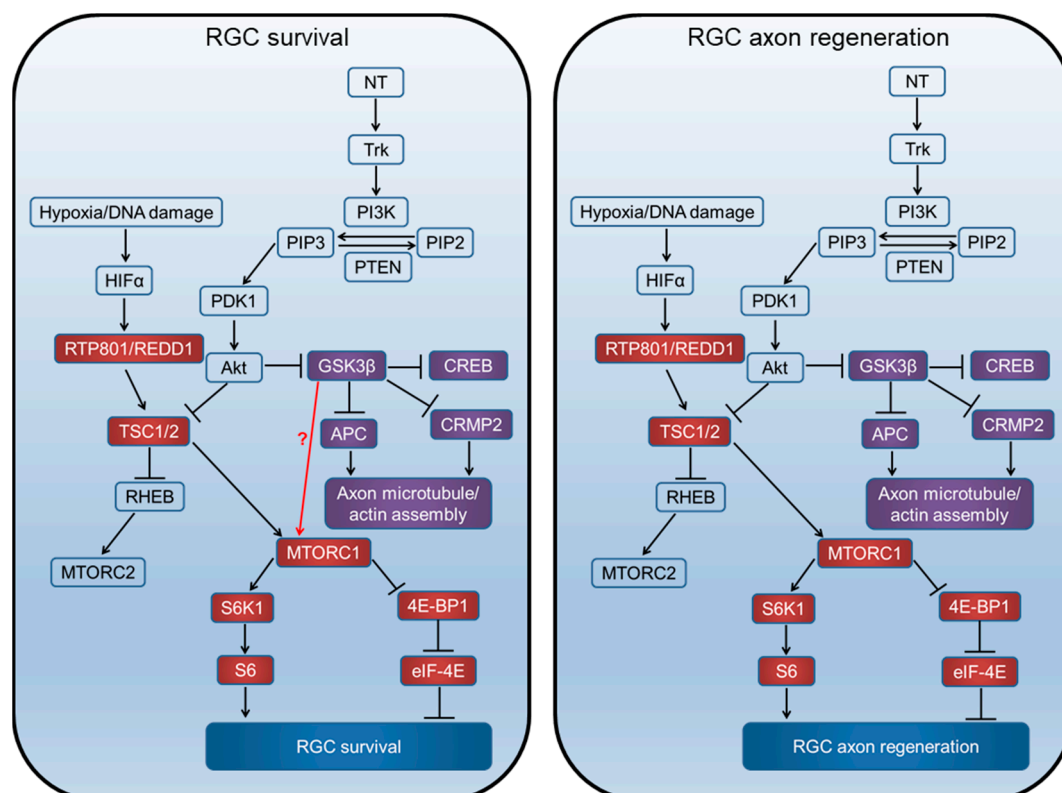 RGC survival
NT
Trk
Hypoxia/DNA damage
PI3K
PIP3
PIP2
PTEN
HIFα
PDK1
RTP801/REDD1
Akt
GSK3β
CREB
?
TSC1/2
APC
CRMP2
RHEB
Axon microtubule/
actin assembly
MTORC1
MTORC2
S6K1
4E-BP1
S6
eIF-4E
RGC survival
RGC axon regeneration
NT
Trk
Hypoxia/DNA damage
PI3K
PIP3
PIP2
PTEN
HIFα
PDK1
RTP801/REDD1
Akt
GSK3β
CREB
TSC1/2
APC
CRMP2
RHEB
Axon microtubule/
actin assembly
MTORC1
MTORC2
S6K1
4E-BP1
S6
eIF-4E
RGC axon regeneration